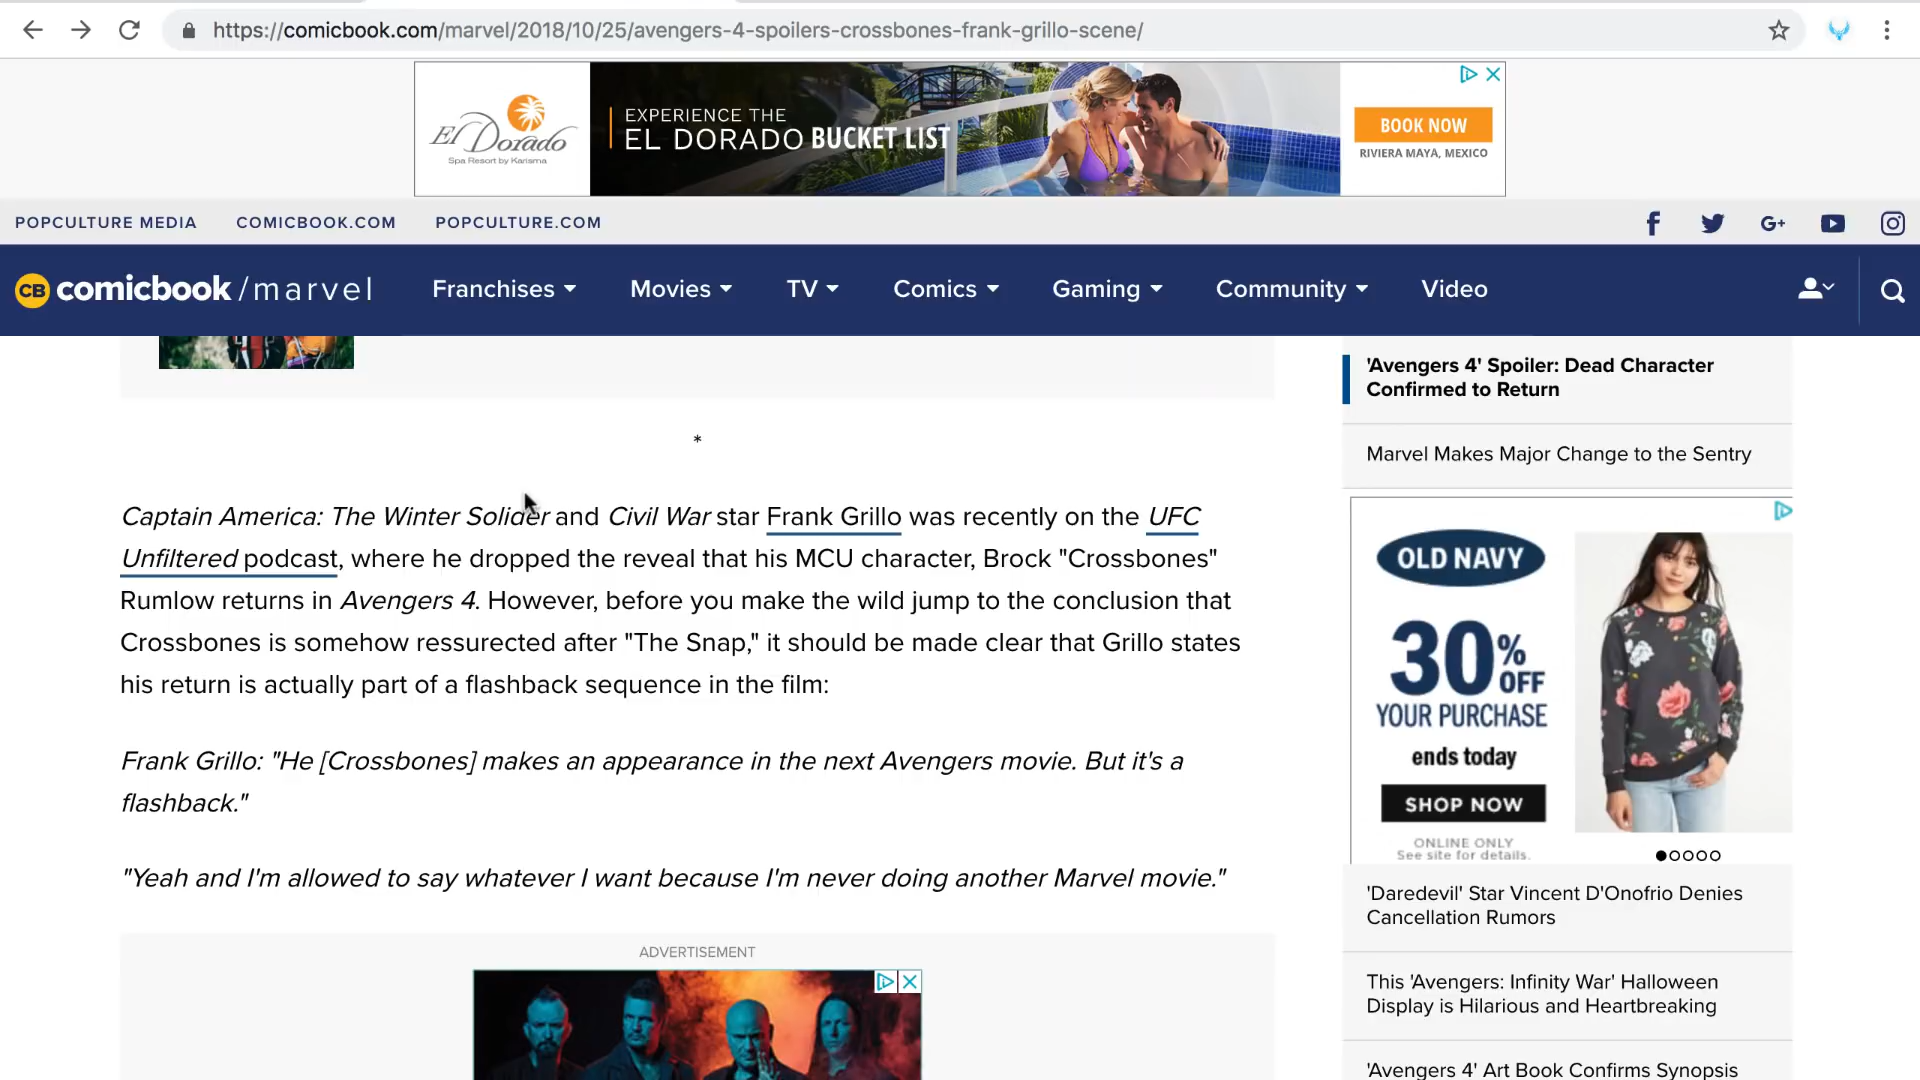 https://comicbook.com/marvel/2018/10/25/avengers-4-spoilers-crossbones-frank-grillo-scene/
El Dorado
Spa Resort by Karisma
EXPERIENCE THE
EL DORADO BUCKET LIST
BOOK NOW
RIVIERA MAYA, MEXICO
POPCULTURE MEDIA COMICBOOK.COM POPCULTURE.COM
f G+
CB comicbook/marvel Franchises Movies TV Comics Gaming Community Video
*
Captain America: The Winter Solider and Civil War star Frank Grillo was recently on the UFC
Unfiltered podcast, where he dropped the reveal that his MCU character, Brock "Crossbones"
Rumlow returns in Avengers 4. However, before you make the wild jump to the conclusion that
Crossbones is somehow ressurected after "The Snap," it should be made clear that Grillo states
his return is actually part of a flashback sequence in the film:
Frank Grillo: "He [Crossbones] makes an appearance in the next Avengers movie. But it's a
flashback."
"Yeah and I'm allowed to say whatever I want because I'm never doing another Marvel movie."
ADVERTISEMENT
'Avengers 4' Spoiler: Dead Character
Confirmed to Return
Marvel Makes Major Change to the Sentry
OLD NAVY
30% OFF
YOUR PURCHASE
ends today
SHOP NOW
ONLINE ONLY
See site for details.
'Daredevil' Star Vincent D'Onofrio Denies
Cancellation Rumors
This 'Avengers: Infinity War' Halloween
Display is Hilarious and Heartbreaking
'Avengers 4' Art Book Confirms Synopsis